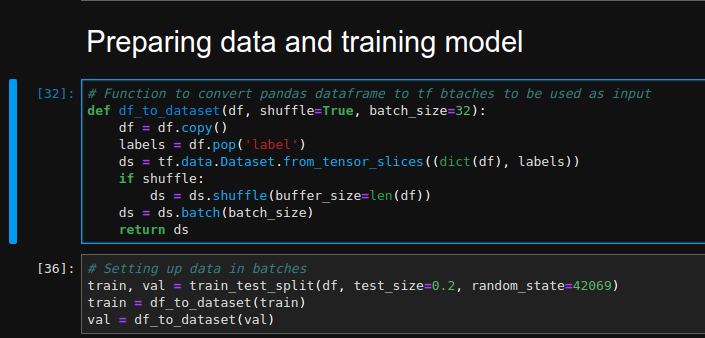 Preparing data and training model
[32]: # Function to convert pandas dataframe to tf btaches to be used as input
def df_to_dataset(df, shuffle=True, batch_size=32):
    df = df.copy()
    labels = df.pop('label')
    ds = tf.data.Dataset.from_tensor_slices((dict(df), labels))
    if shuffle:
        ds = ds.shuffle(buffer_size=len(df))
    ds = ds.batch(batch_size)
    return ds
[36]: # Setting up data in batches
train, val = train_test_split(df, test_size=0.2, random_state=42069)
train = df_to_dataset(train)
val = df_to_dataset(val)